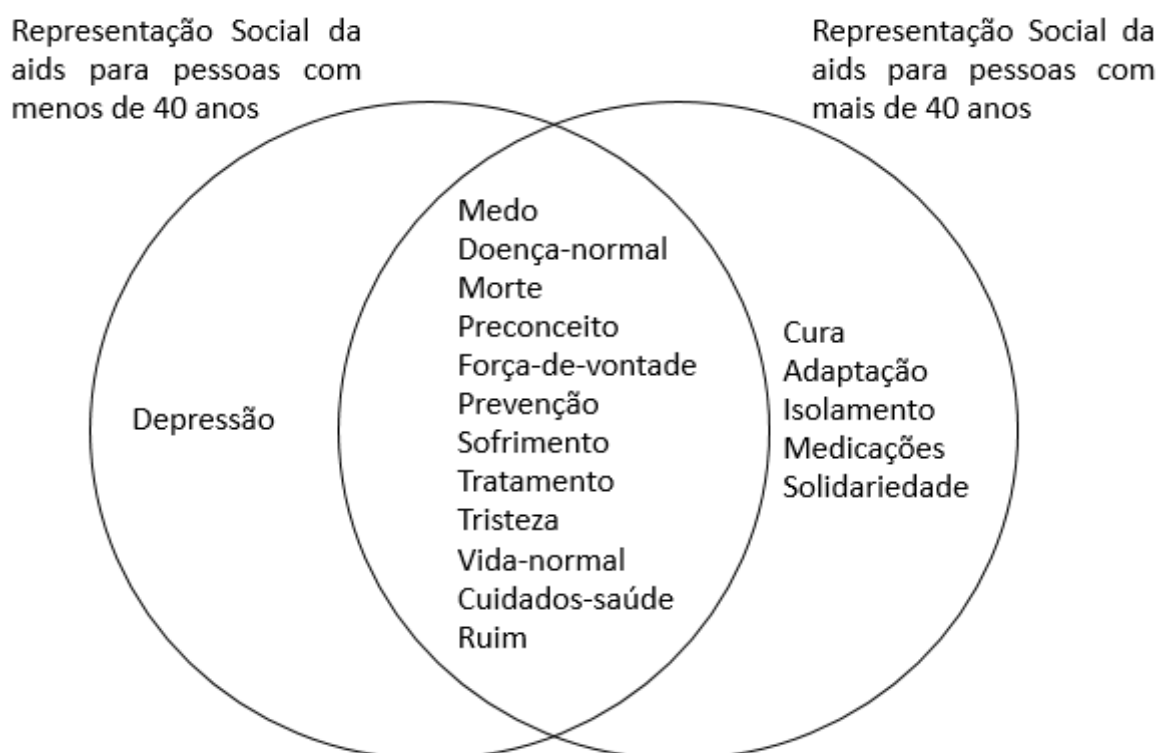 Representação Social da
aids para pessoas com
menos de 40 anos
Representação Social da
aids para pessoas com
mais de 40 anos
Depressão
Medo
Doença-normal
Morte
Preconceito
Força-de-vontade
Prevenção
Sofrimento
Tratamento
Tristeza
Vida-normal
Cuidados-saúde
Ruim
Cura
Adaptação
Isolamento
Medicações
Solidariedade